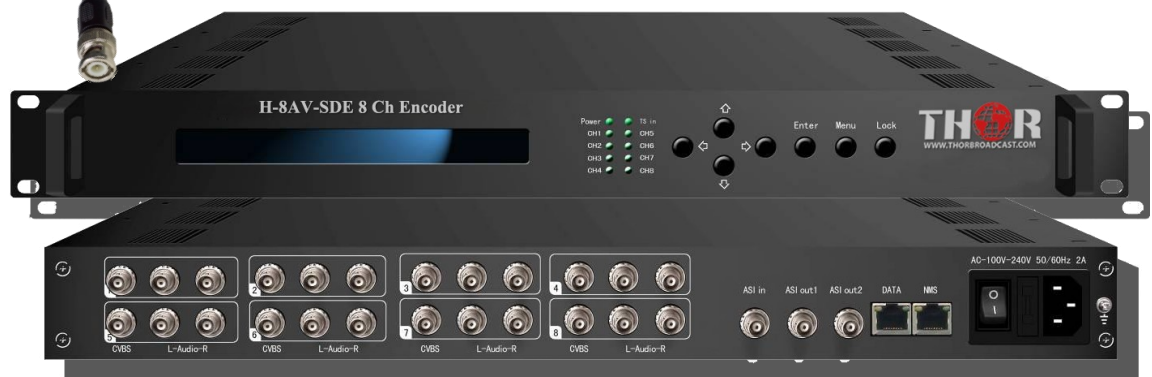 H-8AV-SDE 8 Ch Encoder
Power TS in
CH1 CH5
CH2 CH6
CH3 CH7
CH4 CH8
Enter Menu Lock
THOR
WWW.THORBROADCAST.COM
AC-100V-240V 50/60Hz 2A
1 2 3 4
ASI in ASI out1 ASI out2 DATA NMS
5 6 7 8
CVBS L-Audio-R CVBS L-Audio-R CVBS L-Audio-R CVBS L-Audio-R